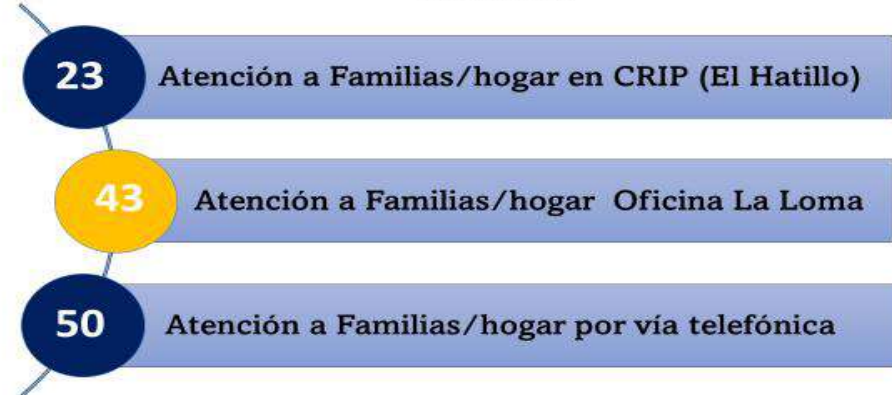 23 Atención a Familias/hogar en CRIP (El Hatillo)
43 Atención a Familias/hogar Oficina La Loma
50 Atención a Familias/hogar por vía telefónica